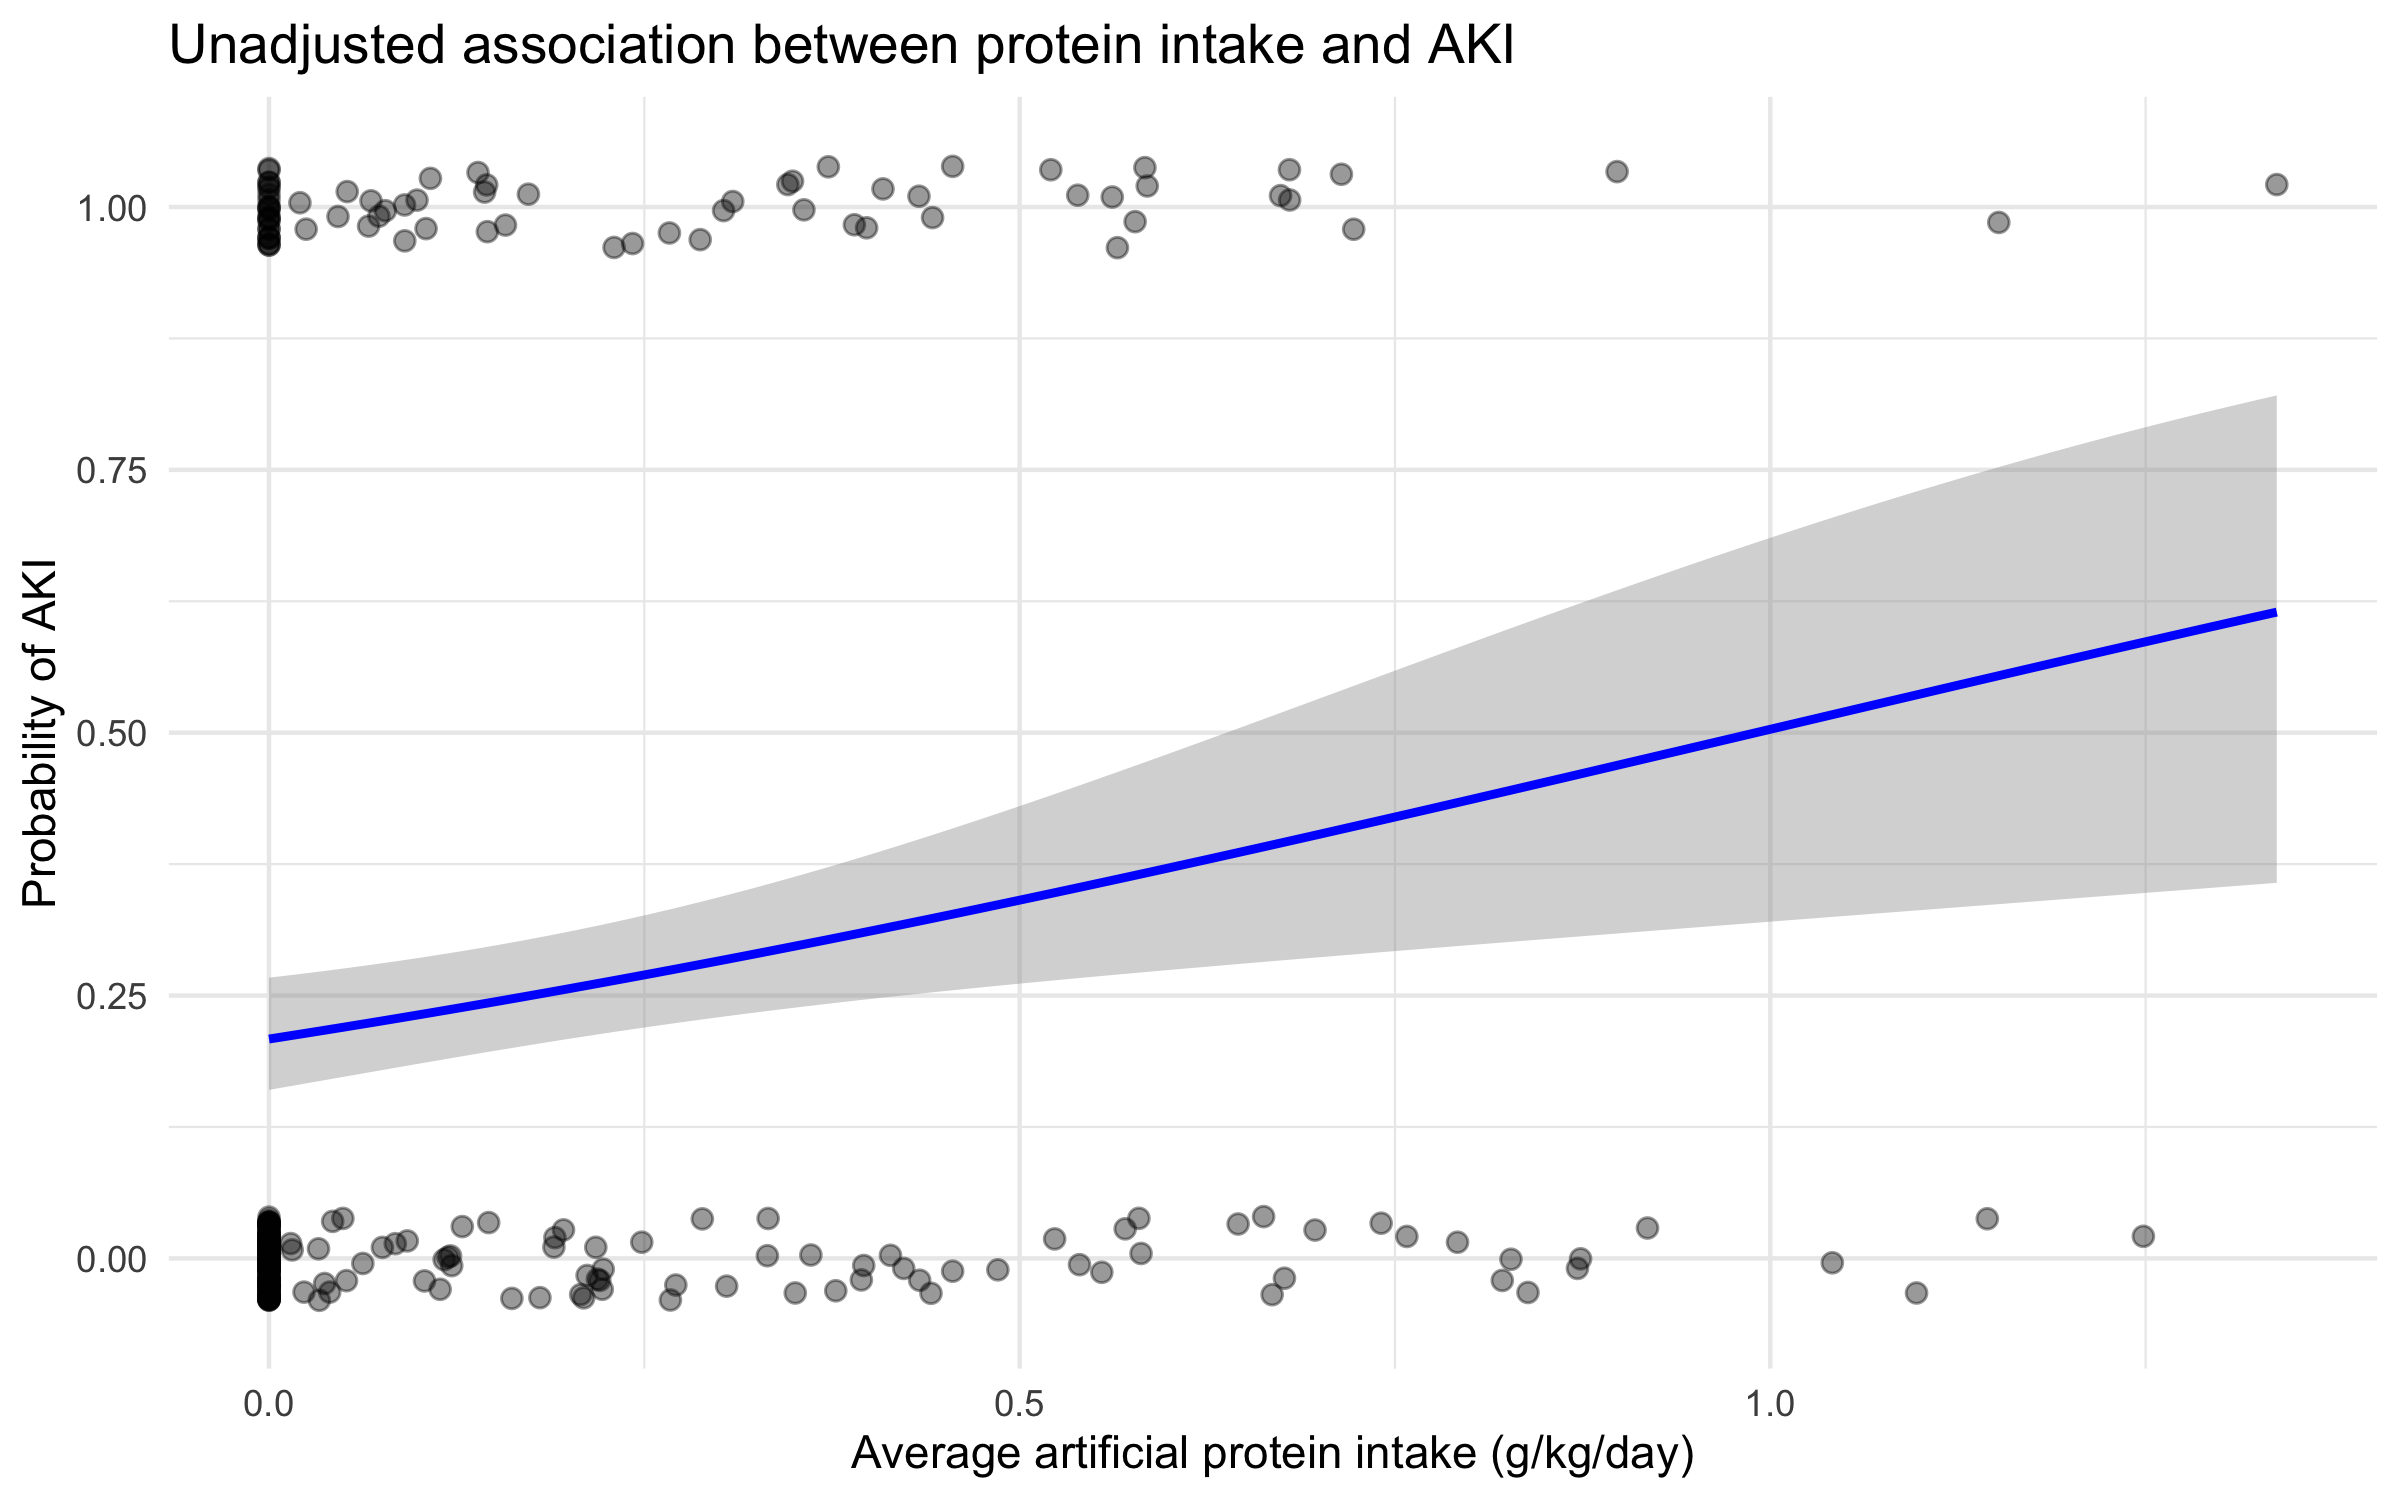 Unadjusted association between protein intake and AKI
Probability of AKI
1.00
0.75
0.50
0.25
0.00
0.0
0.5
1.0
Average artificial protein intake (g/kg/day)